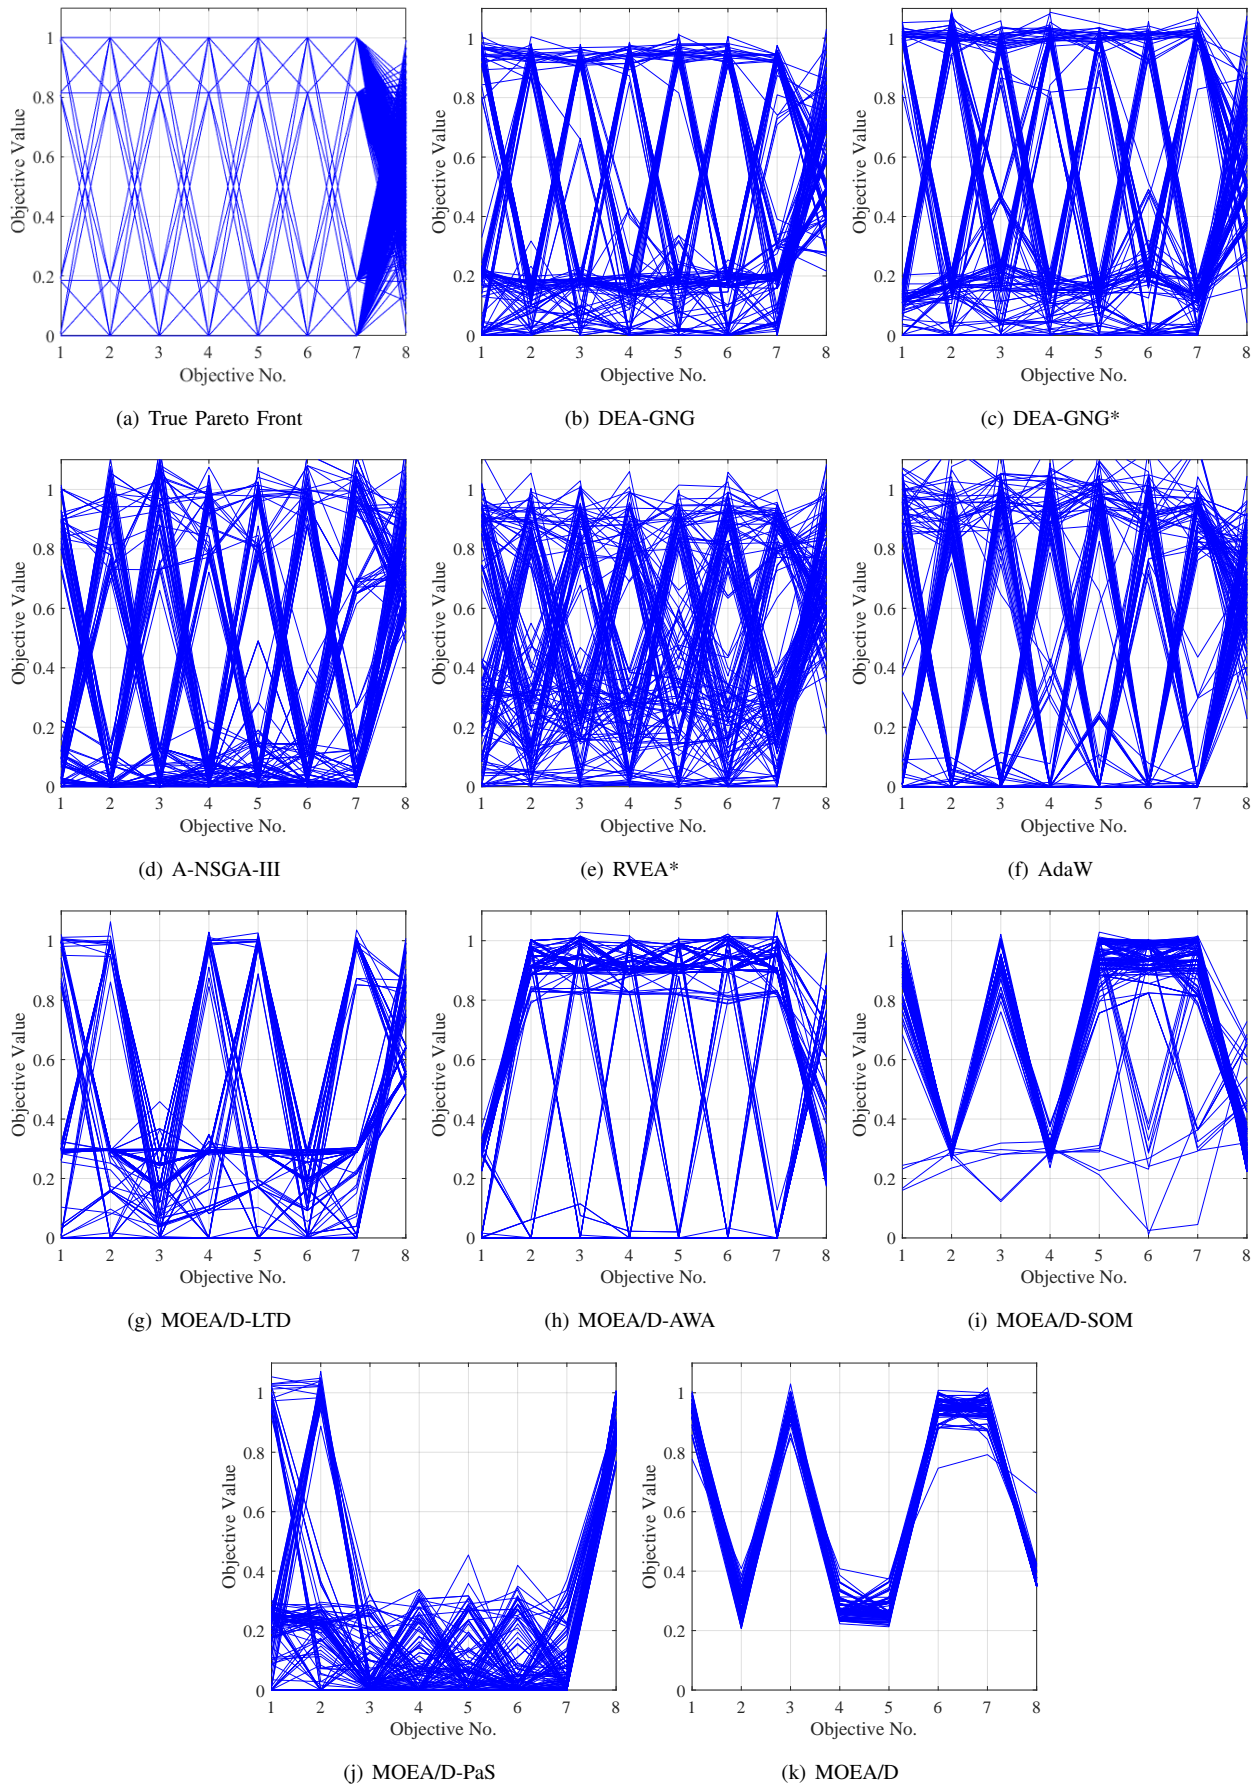 1
0.8
0.6
0.4
0.2
0
Objective Value
1 2 3 4 5 6 7 8
Objective No.
(a) True Pareto Front
1
0.8
0.6
0.4
0.2
0
Objective Value
1 2 3 4 5 6 7 8
Objective No.
(b) DEA-GNG
1
0.8
0.6
0.4
0.2
0
Objective Value
1 2 3 4 5 6 7 8
Objective No.
(c) DEA-GNG*
1
0.8
0.6
0.4
0.2
0
Objective Value
1 2 3 4 5 6 7 8
Objective No.
(d) A-NSGA-III
1
0.8
0.6
0.4
0.2
0
Objective Value
1 2 3 4 5 6 7 8
Objective No.
(e) RVEA*
1
0.8
0.6
0.4
0.2
0
Objective Value
1 2 3 4 5 6 7 8
Objective No.
(f) AdaW
1
0.8
0.6
0.4
0.2
0
Objective Value
1 2 3 4 5 6 7 8
Objective No.
(g) MOEA/D-LTD
1
0.8
0.6
0.4
0.2
0
Objective Value
1 2 3 4 5 6 7 8
Objective No.
(h) MOEA/D-AWA
1
0.8
0.6
0.4
0.2
0
Objective Value
1 2 3 4 5 6 7 8
Objective No.
(i) MOEA/D-SOM
1
0.8
0.6
0.4
0.2
0
Objective Value
1 2 3 4 5 6 7 8
Objective No.
(j) MOEA/D-PaS
1
0.8
0.6
0.4
0.2
0
Objective Value
1 2 3 4 5 6 7 8
Objective No.
(k) MOEA/D